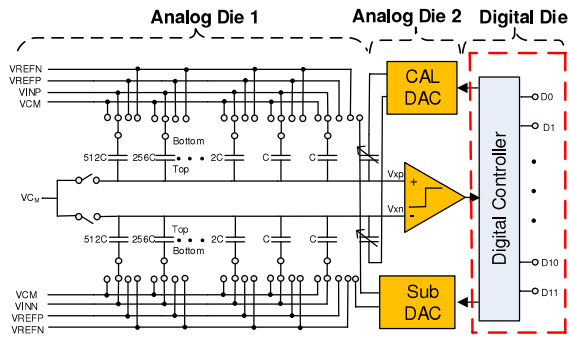 Analog Die 1 Analog Die 2 Digital Die
VREFN
VREFP
VINP
VCM
CAL
DAC
D0
D1
Bottom
512C 256C 2C C C
Top
Vxp
VCM
+
-
Vxn
Digital Controller
Top
512C 256C 2C C C
Bottom
D10
D11
Sub
DAC
VCM
VINN
VREFP
VREFN